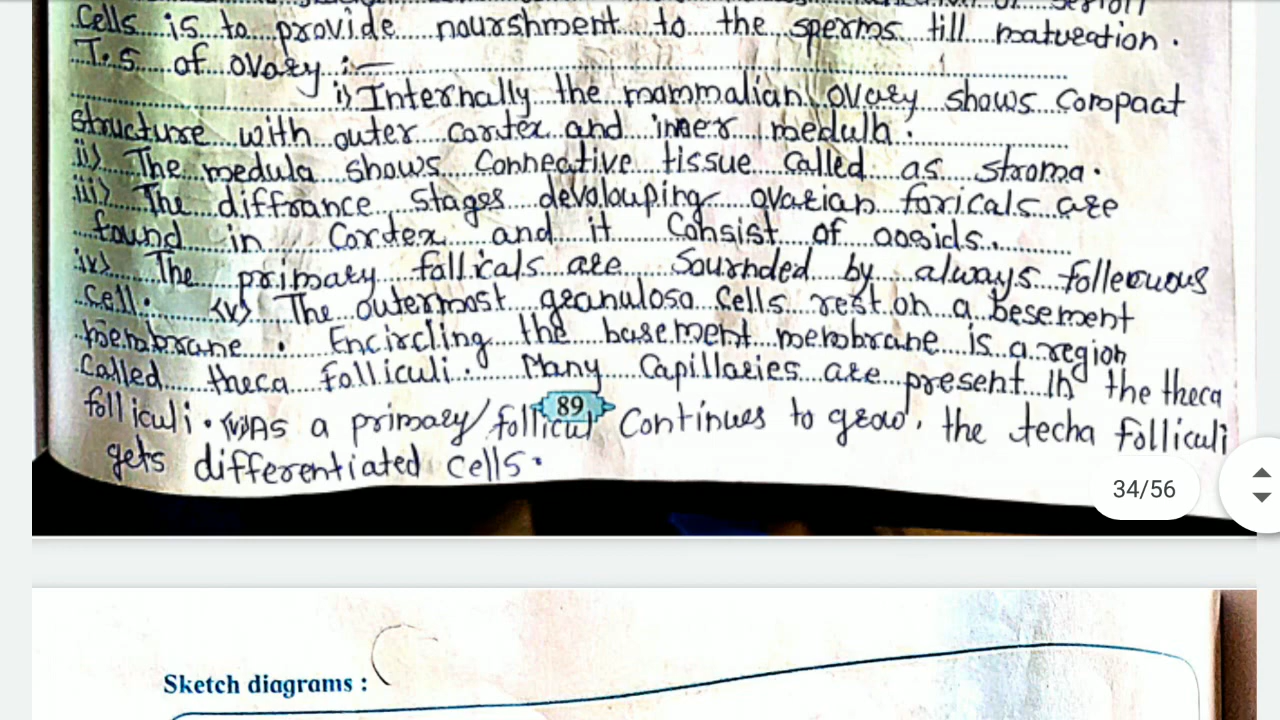 Cells is to provide nourshment to the sperms till matueation.
T.S of ovary :-
i) Internally the mammalian ovary shows compact
structure with outer cortex and inner medulla.
ii) The medula shows connective tissue called as stroma.
iii) The diffrance stages devalouping ovarian foricals are
found in Cordex and it Consist of oosids.
iv) The primary follicals are Sournded by always follecuous
Cell. (v) The outermost granulosa Cells rest on a besement
membrane. Encircling the basement membrane is a region
Called theca folliculi. Many Capillaries are present in the theca
folliculi. (vi) As a primary follicul Continues to grow, the techa folliculi
89
gets differentiated cells.
34/56
Sketch diagrams :